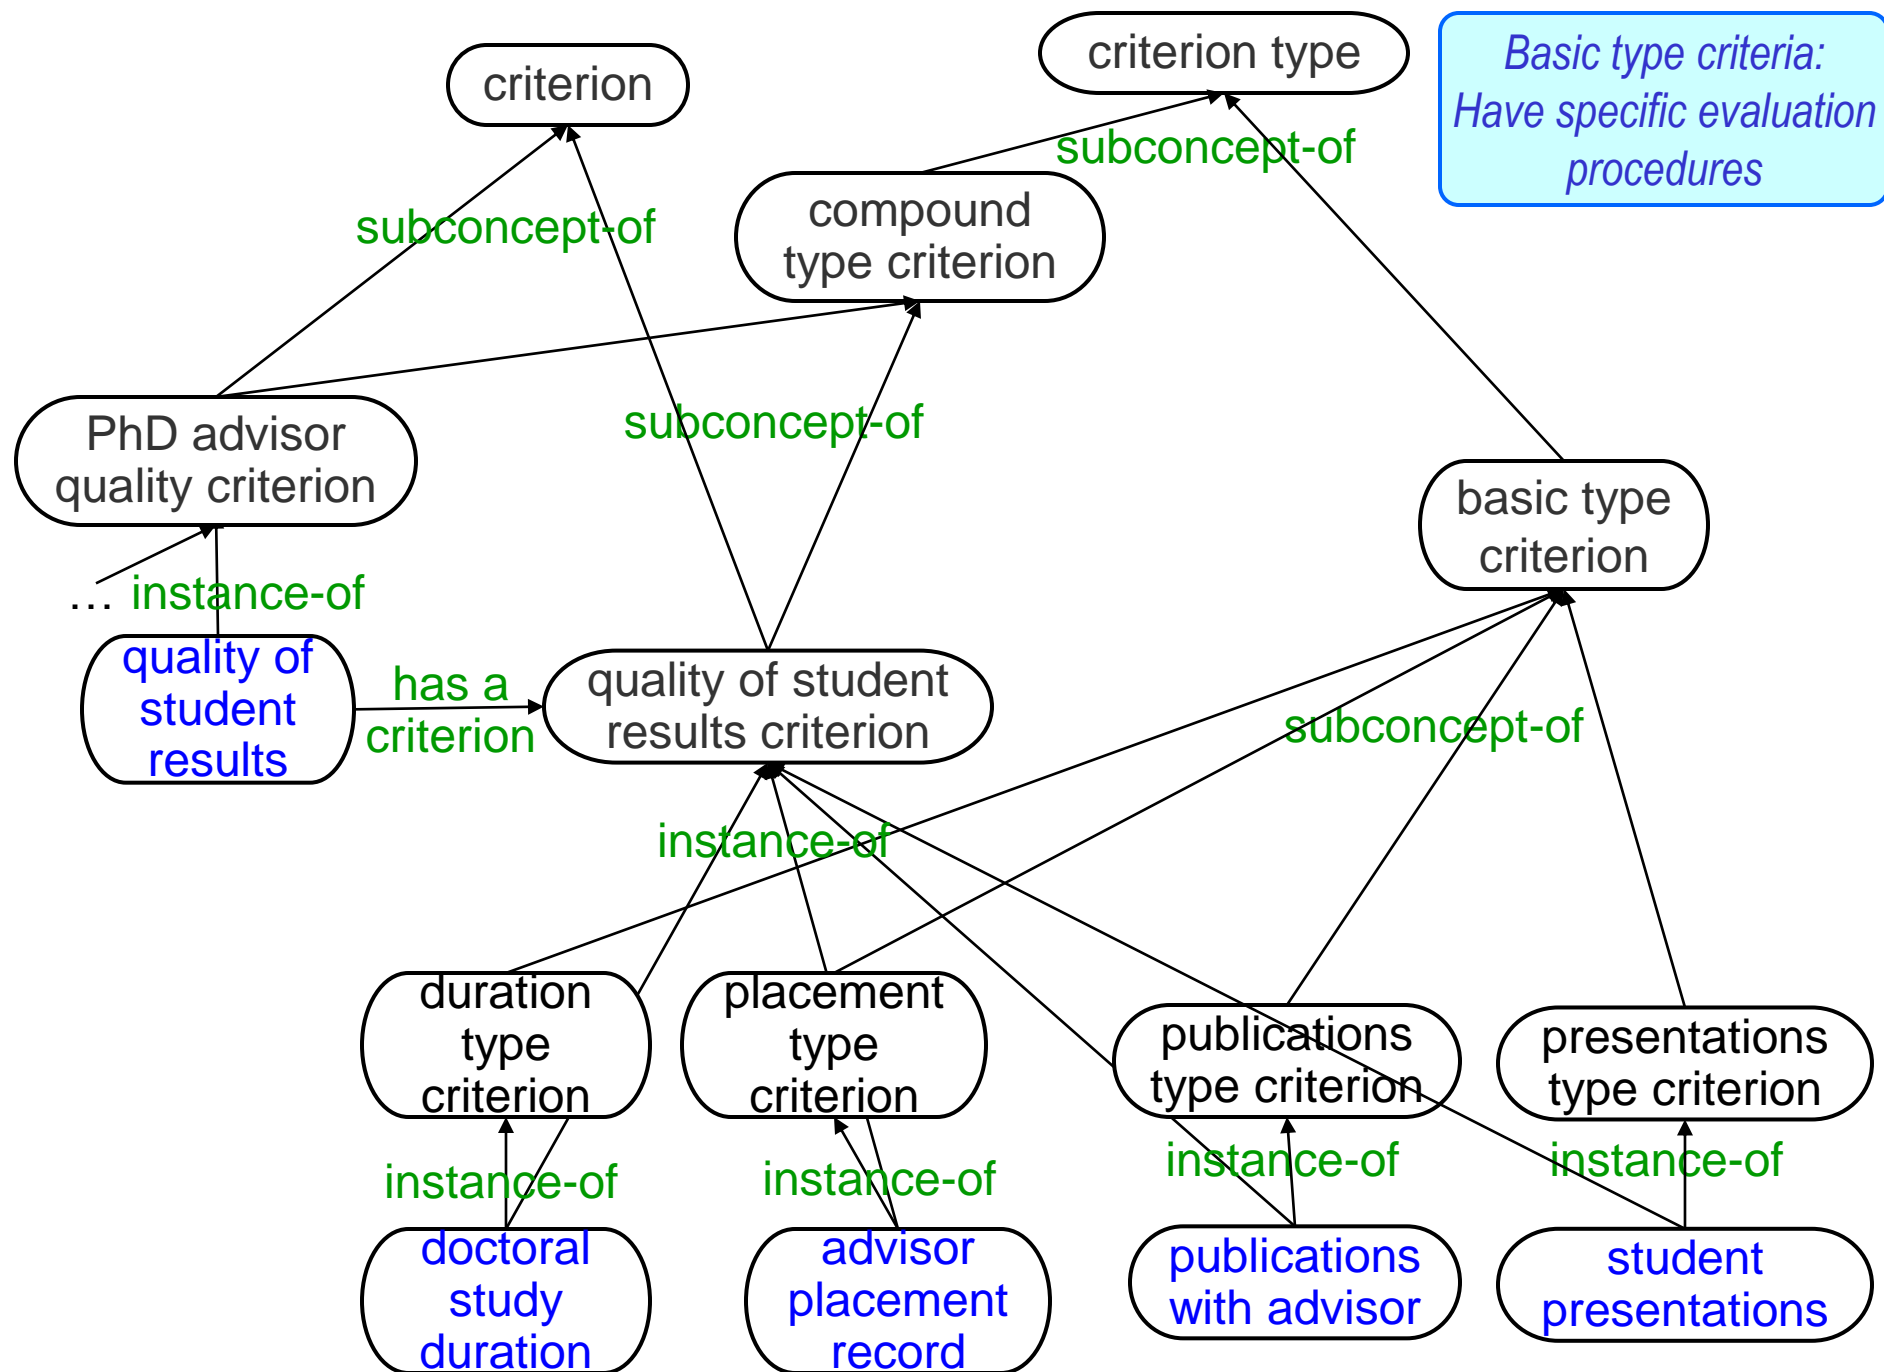 criterion
criterion type
Basic type criteria:
Have specific evaluation
procedures
subconcept-of
subconcept-of
compound
type criterion
PhD advisor
quality criterion
subconcept-of
basic type
criterion
… instance-of
quality of
student
results
has a
criterion
quality of student
results criterion
subconcept-of
instance-of
duration
type
criterion
placement
type
criterion
publications
type criterion
presentations
type criterion
instance-of
instance-of
instance-of
instance-of
doctoral
study
duration
advisor
placement
record
publications
with advisor
student
presentations